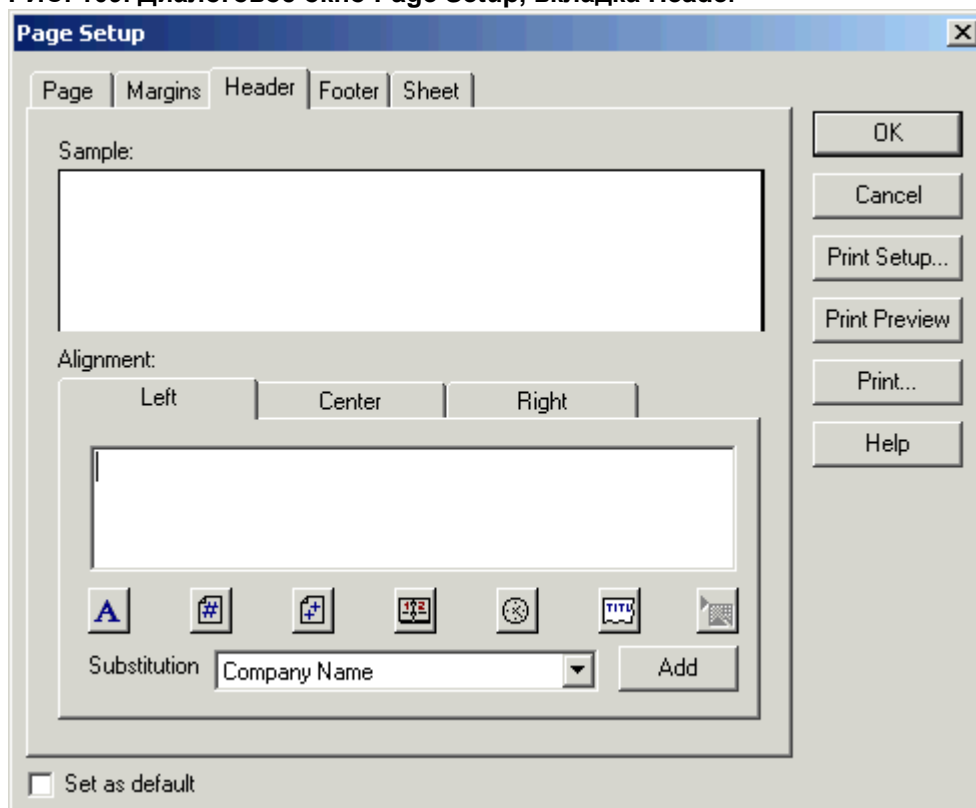 Page Setup
Page Margins Header Footer Sheet
OK
Sample:
Cancel
Print Setup...
Print Preview
Alignment:
Print...
Left Center Right
Help
A
#
TITL
Substitution Company Name Add
Set as default